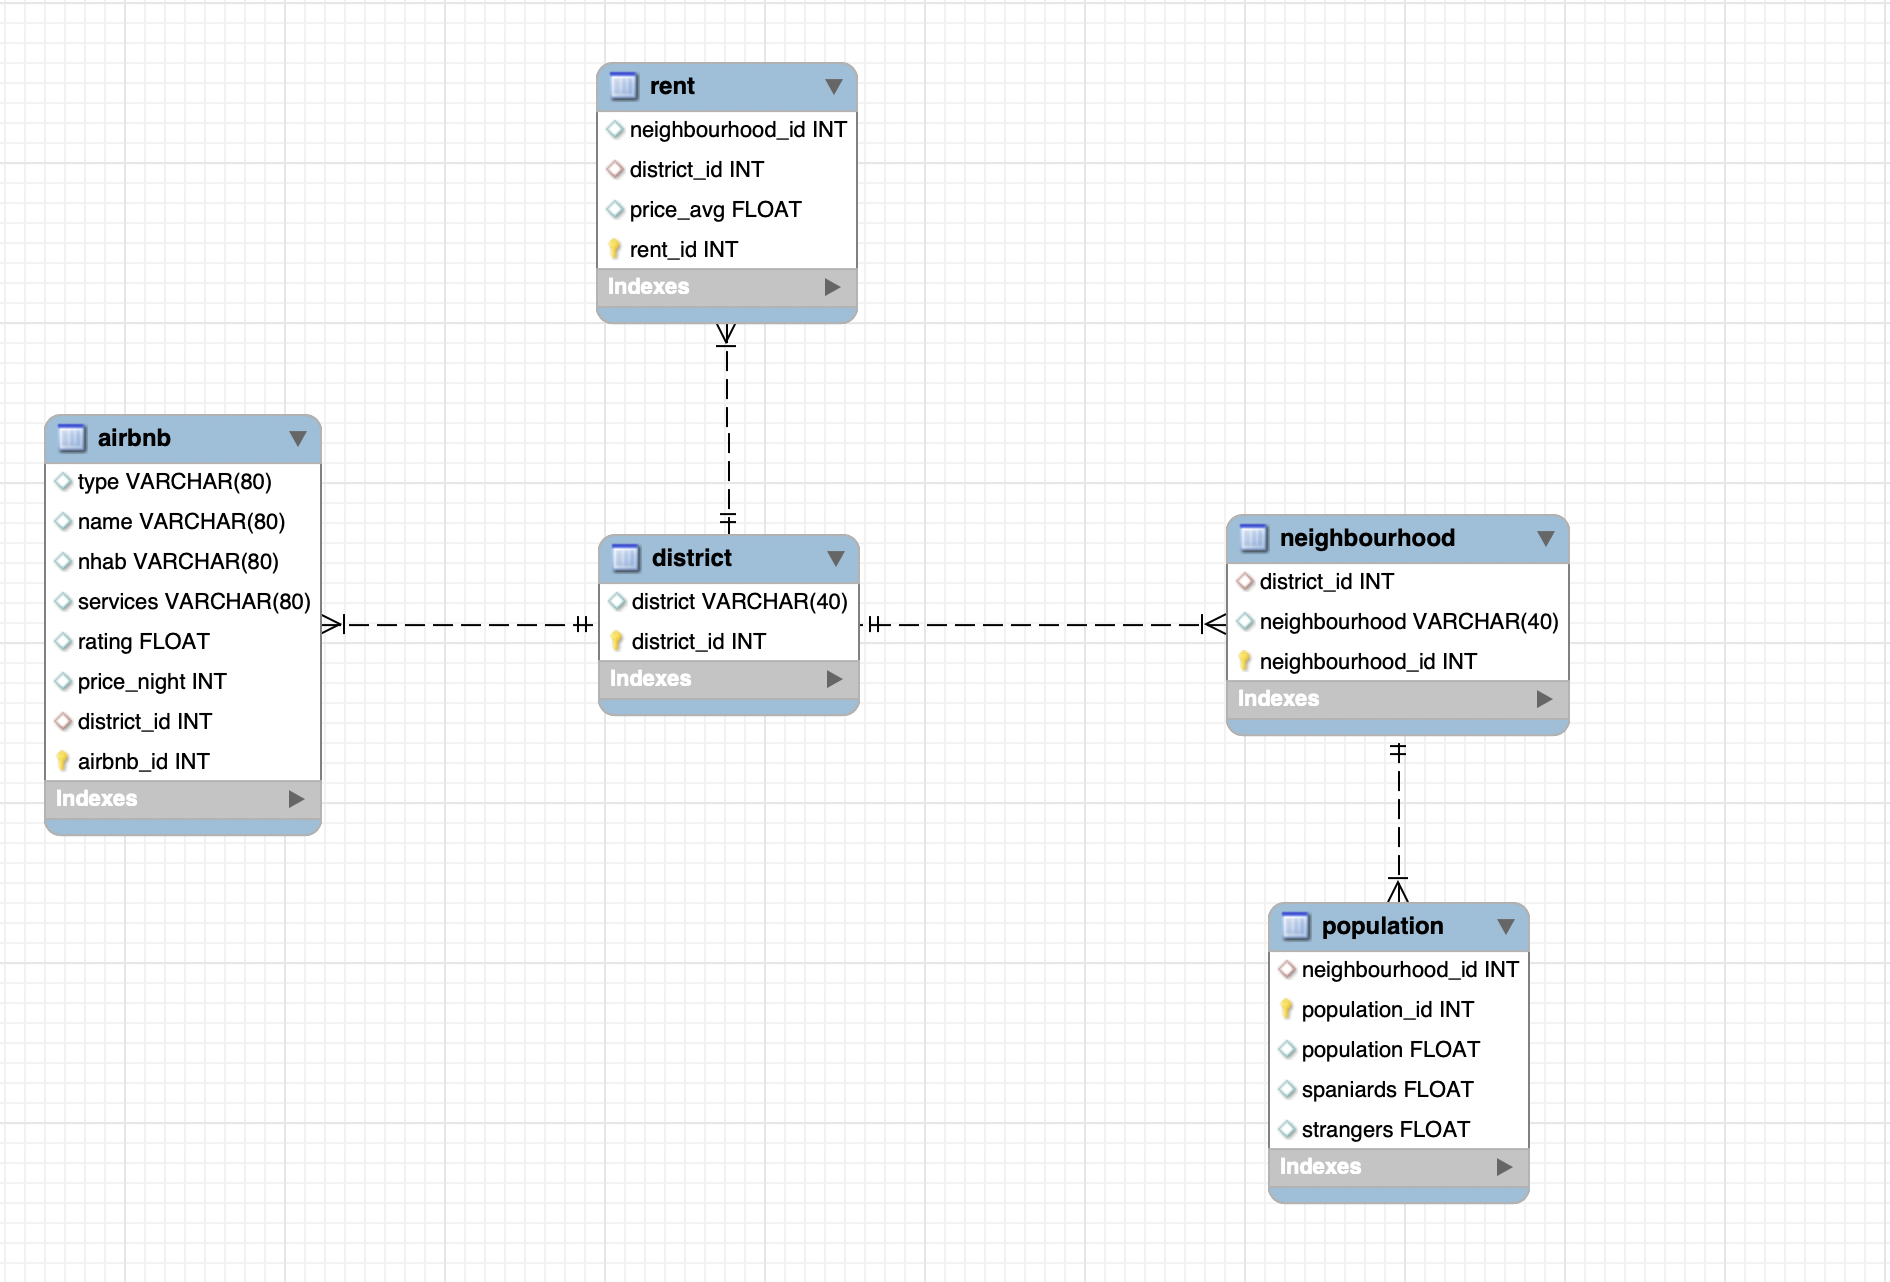 rent
neighbourhood_id INT
district_id INT
price_avg FLOAT
rent_id INT
Indexes
airbnb
type VARCHAR(80)
name VARCHAR(80)
nhab VARCHAR(80)
services VARCHAR(80)
rating FLOAT
price_night INT
district_id INT
airbnb_id INT
Indexes
district
district VARCHAR(40)
district_id INT
Indexes
neighbourhood
district_id INT
neighbourhood VARCHAR(40)
neighbourhood_id INT
Indexes
population
neighbourhood_id INT
population_id INT
population FLOAT
spaniards FLOAT
strangers FLOAT
Indexes